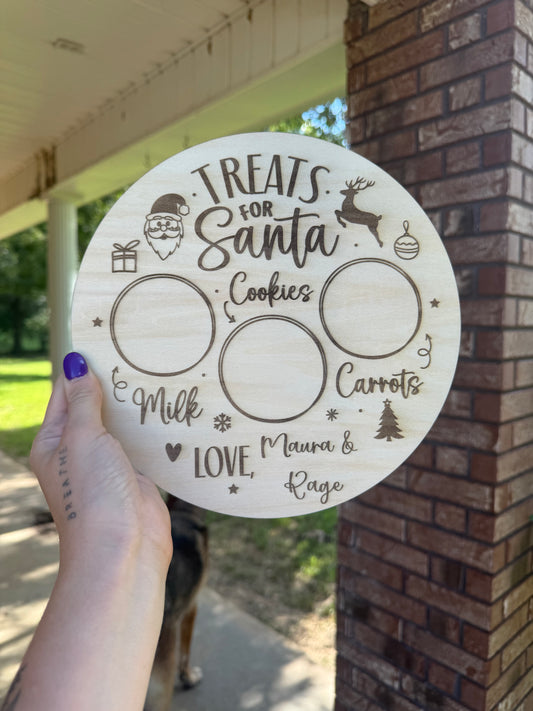 TREATS
FOR
Santa
Cookies
Milk
Carrots
LOVE, Maura &
Rage
BREATHE